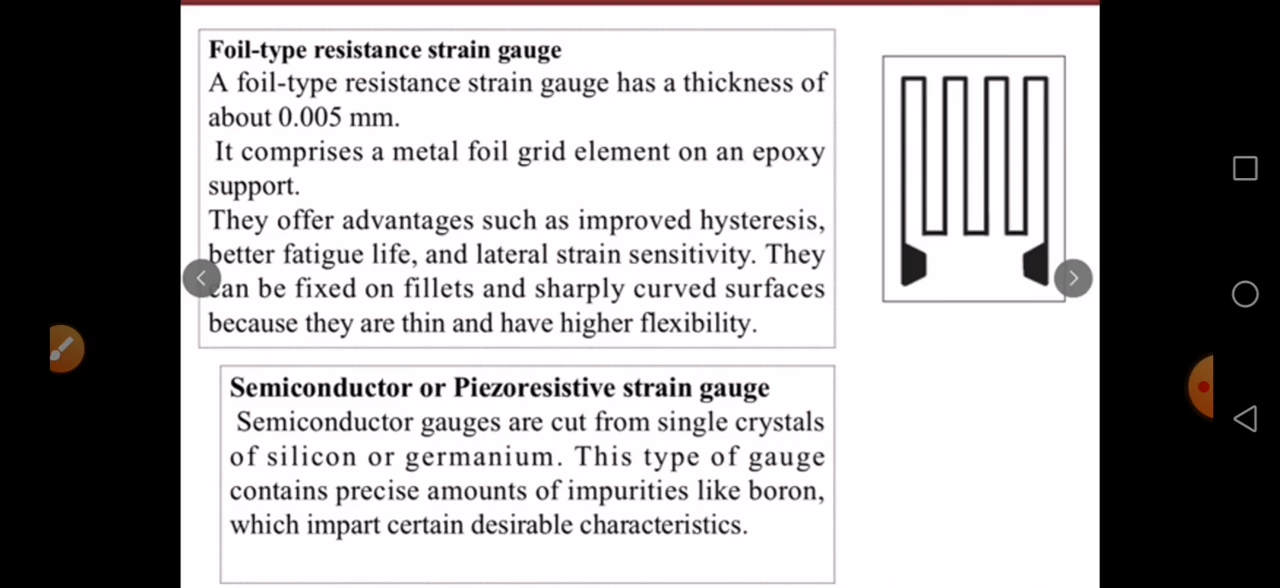 Foil-type resistance strain gauge
A foil-type resistance strain gauge has a thickness of
about 0.005 mm.
It comprises a metal foil grid element on an epoxy
support.
They offer advantages such as improved hysteresis,
better fatigue life, and lateral strain sensitivity. They
can be fixed on fillets and sharply curved surfaces
because they are thin and have higher flexibility.
Semiconductor or Piezoresistive strain gauge
Semiconductor gauges are cut from single crystals
of silicon or germanium. This type of gauge
contains precise amounts of impurities like boron,
which impart certain desirable characteristics.